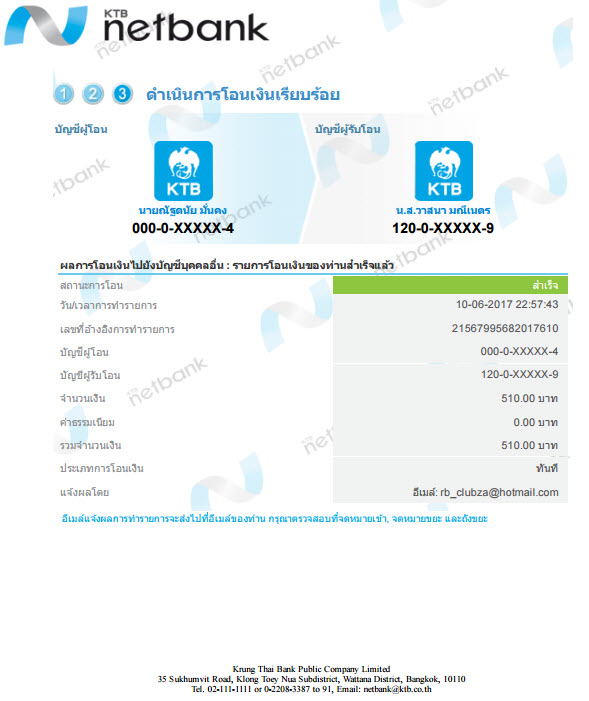 KTB
netbank
1 2 3 ดำเนินการโอนเงินเรียบร้อย
บัญชีผู้โอน
บัญชีผู้รับโอน
KTB
KTB
นายณัฐดนัย มั่นคง
น.ส.วาสนา มณีเนตร
000-0-XXXXX-4
120-0-XXXXX-9
ผลการโอนเงินไปยังบัญชีบุคคลอื่น : รายการโอนเงินของท่านสำเร็จแล้ว
สถานะการโอน สำเร็จ
วัน/เวลาการทำรายการ 10-06-2017 22:57:43
เลขที่อ้างอิงการทำรายการ 21567995682017610
บัญชีผู้โอน 000-0-XXXXX-4
บัญชีผู้รับโอน 120-0-XXXXX-9
จำนวนเงิน 510.00 บาท
ค่าธรรมเนียม 0.00 บาท
รวมจำนวนเงิน 510.00 บาท
ประเภทการโอนเงิน ทันที
แจ้งผลโดย อีเมล์: rb_clubza@hotmail.com
อีเมล์แจ้งผลการทำรายการจะส่งไปที่อีเมล์ของท่าน กรุณาตรวจสอบที่จดหมายเข้า, จดหมายขยะ และถังขยะ
Krung Thai Bank Public Company Limited
35 Sukhumvit Road, Klong Toey Nua Subdistrict, Wattana District, Bangkok, 10110
Tel. 02-111-1111 or 0-2208-3387 to 91, Email: netbank@ktb.co.th